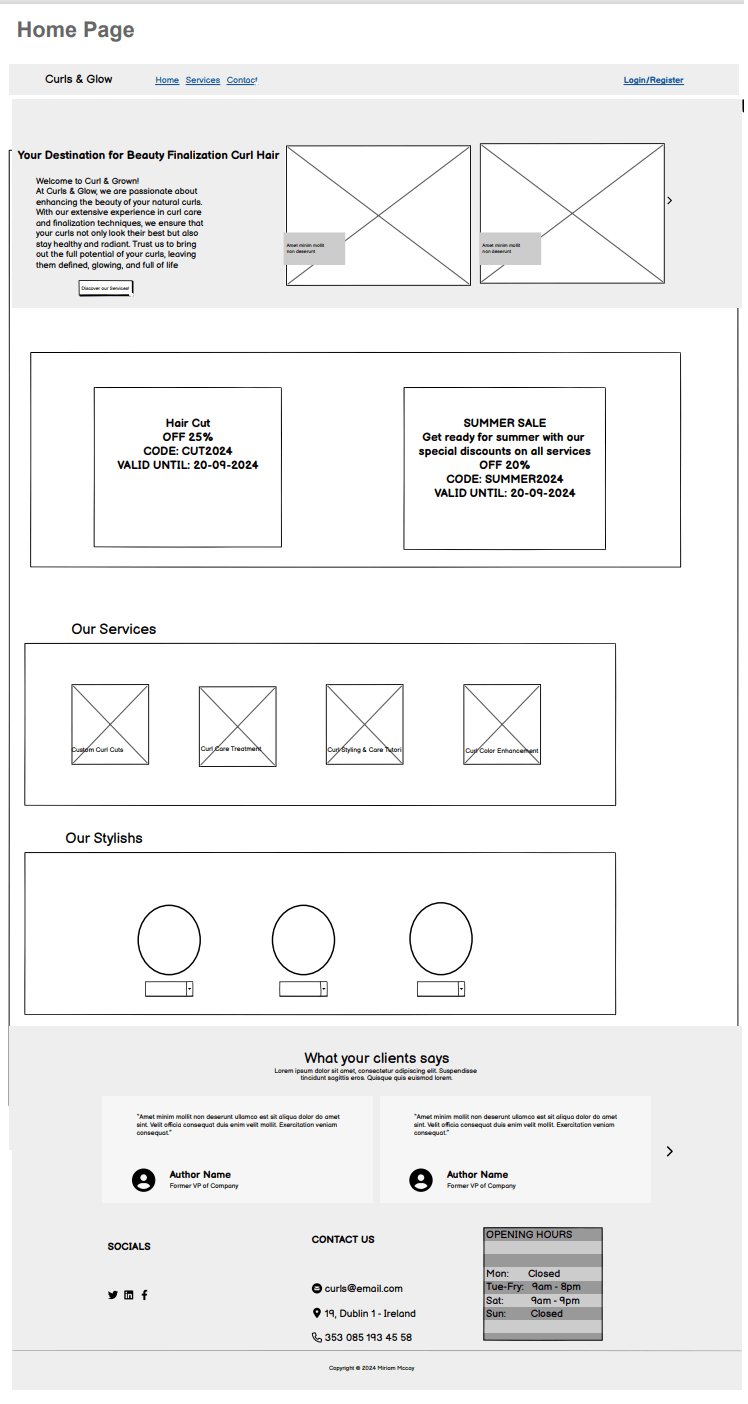 Home Page
Curls & Glow
Home Services Contact
Login/Register
Your Destination for Beauty Finalization Curl Hair
Welcome to Curl & Grown!
At Curls & Glow, we are passionate about
enhancing the beauty of your natural curls.
With our extensive experience in curl care
and finalization techniques, we ensure that
your curls not only look their best but also
stay healthy and radiant. Trust us to bring
out the full potential of your curls, leaving
them defined, glowing, and full of life
Discover our Services!
Amet minim mollit
non deserunt
Amet minim mollit
non deserunt
Hair Cut
OFF 25%
CODE: CUT2024
VALID UNTIL: 20-09-2024
SUMMER SALE
Get ready for summer with our
special discounts on all services
OFF 20%
CODE: SUMMER2024
VALID UNTIL: 20-09-2024
Our Services
Custom Curl Cuts
Curl Care Treatment
Curl Styling & Care Tutori
Curl Color Enhancement
Our Stylishs
What your clients says
Lorem ipsum dolor sit amet, consectetur adipiscing elit. Suspendisse
tincidunt sagittis eros. Quisque quis euismod lorem.
"Amet minim mollit non deserunt ullamco est sit aliqua dolor do amet
sint. Velit officia consequat duis enim velit mollit. Exercitation veniam
consequat."
Author Name
Former VP of Company
"Amet minim mollit non deserunt ullamco est sit aliqua dolor do amet
sint. Velit officia consequat duis enim velit mollit. Exercitation veniam
consequat."
Author Name
Former VP of Company
SOCIALS
CONTACT US
curls@email.com
19, Dublin 1 - Ireland
353 085 193 45 58
OPENING HOURS
Mon: Closed
Tue-Fry: 9am - 8pm
Sat: 9am - 9pm
Sun: Closed
Copyright © 2024 Miriam Mccay